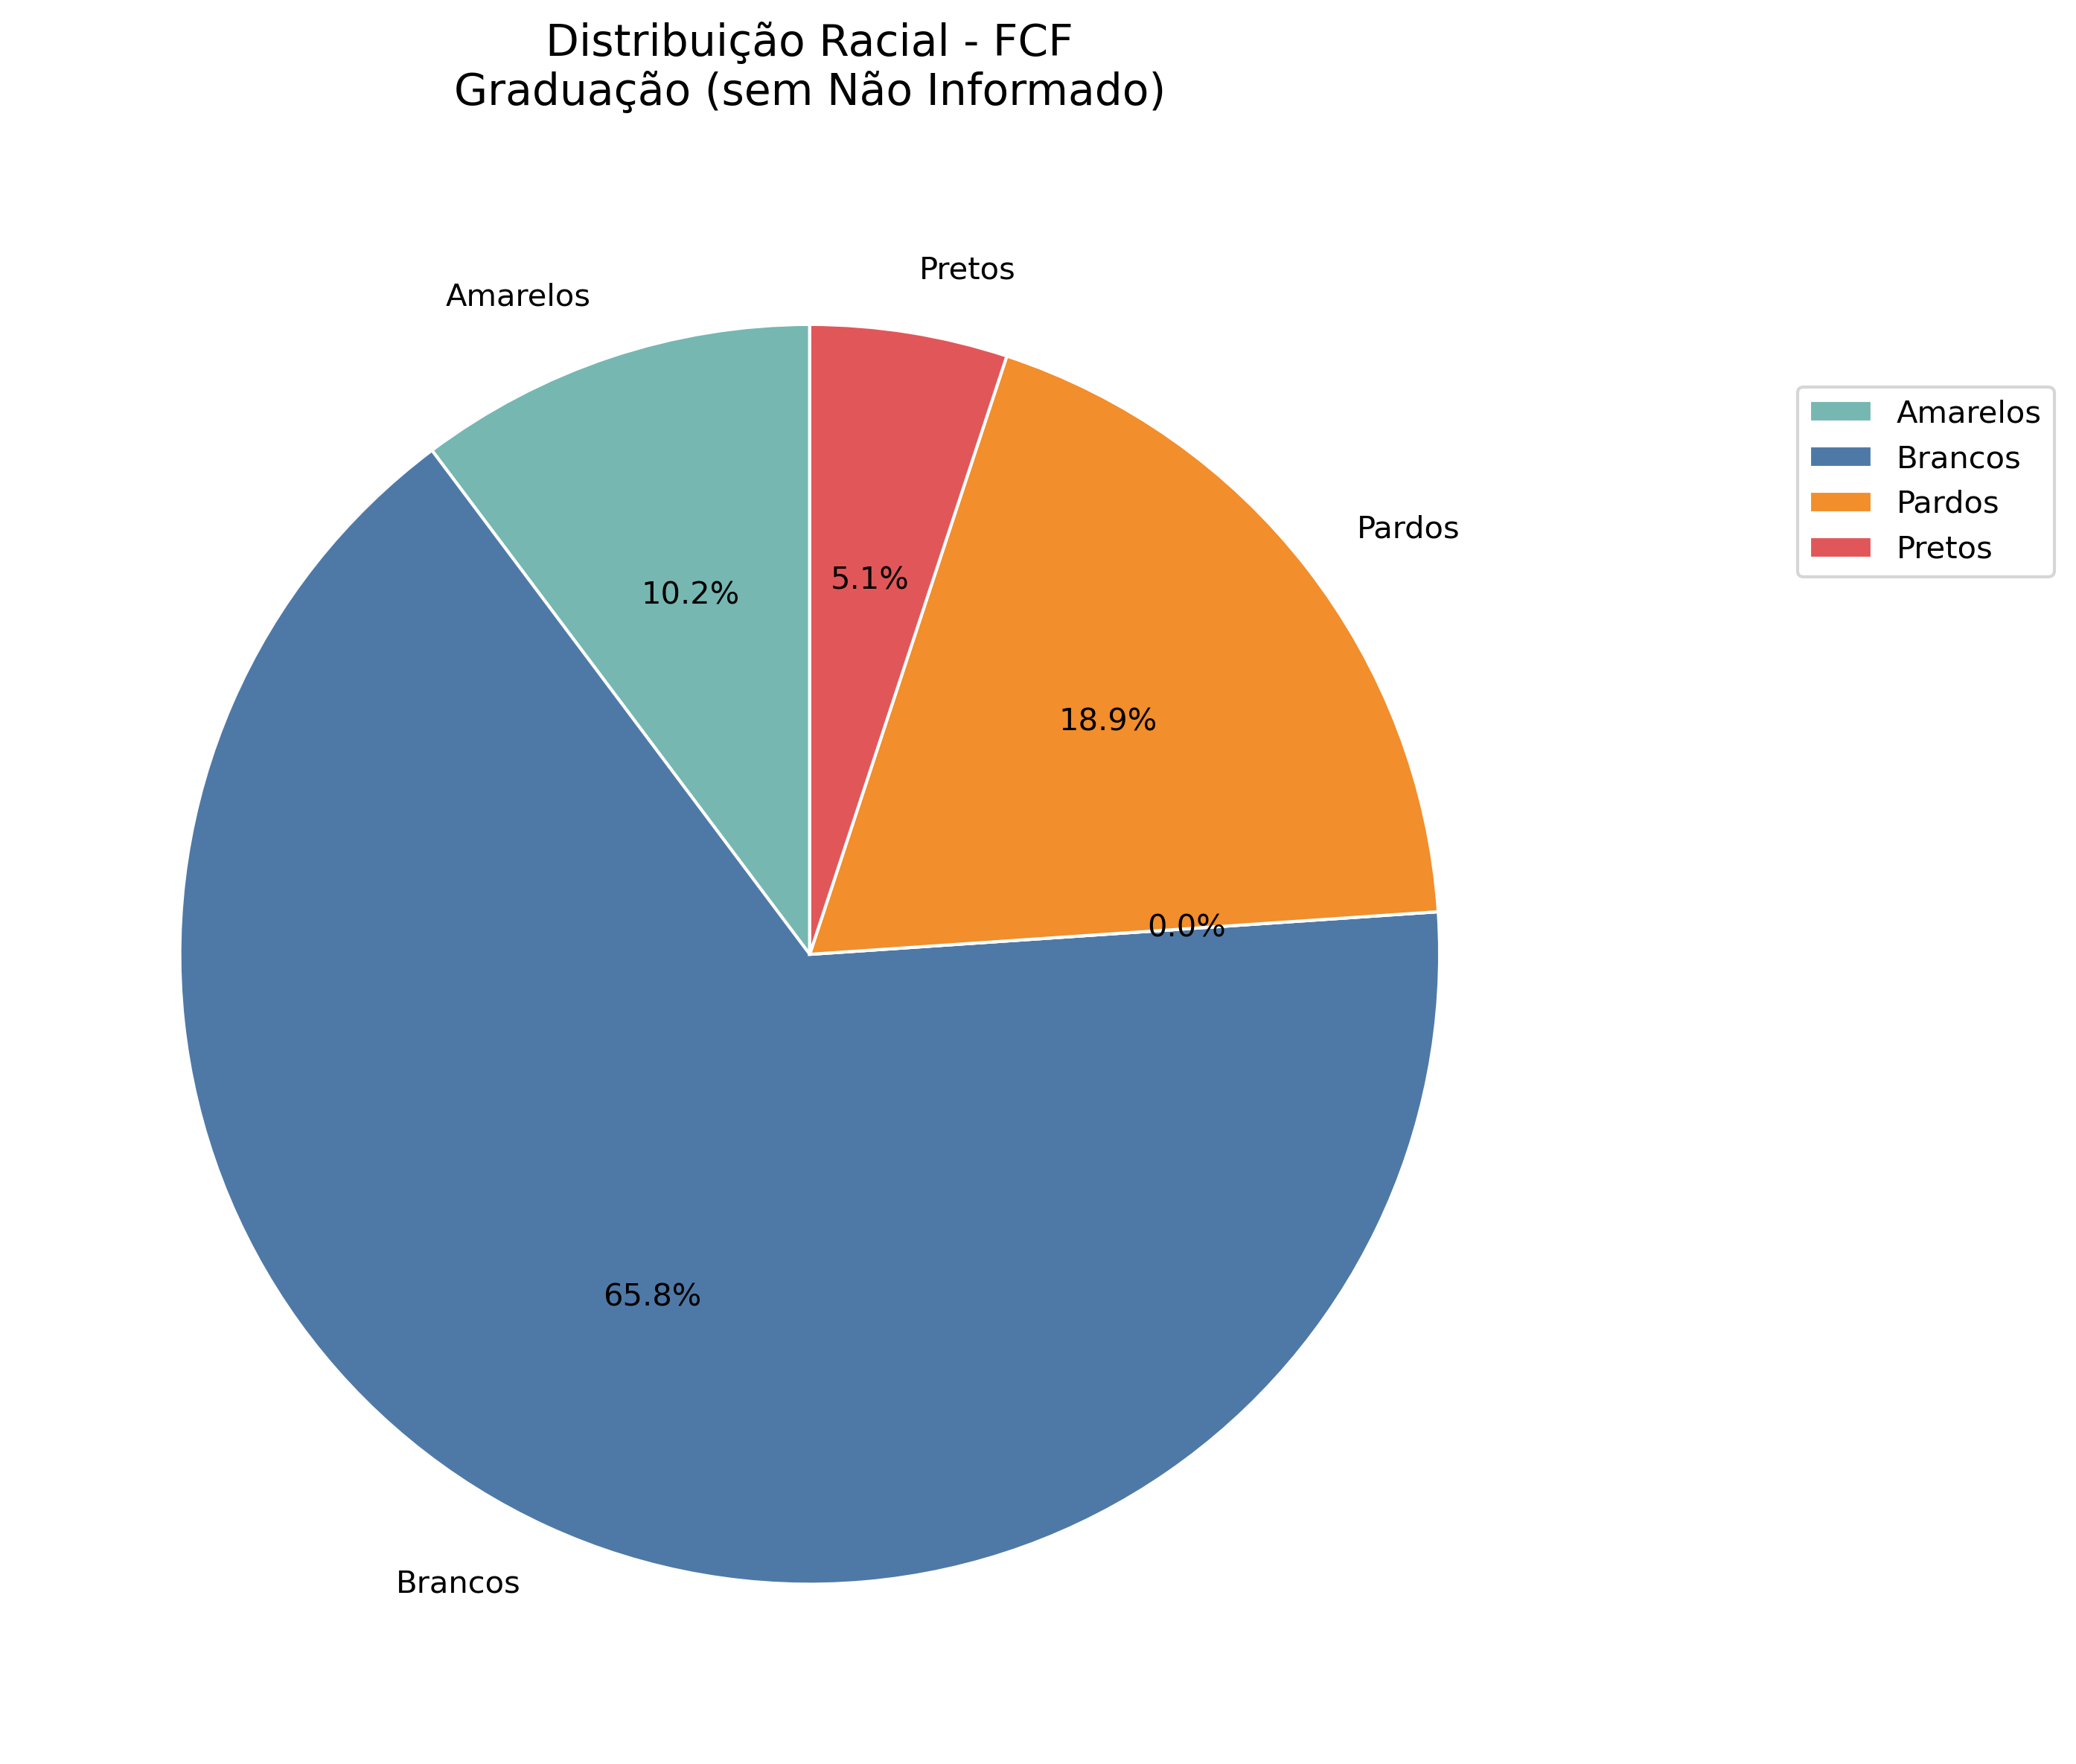 Distribuição Racial - FCF
Graduação (sem Não Informado)
Pretos
Amarelos
Pardos
5.1%
10.2%
18.9%
0.0%
65.8%
Brancos
Amarelos
Brancos
Pardos
Pretos